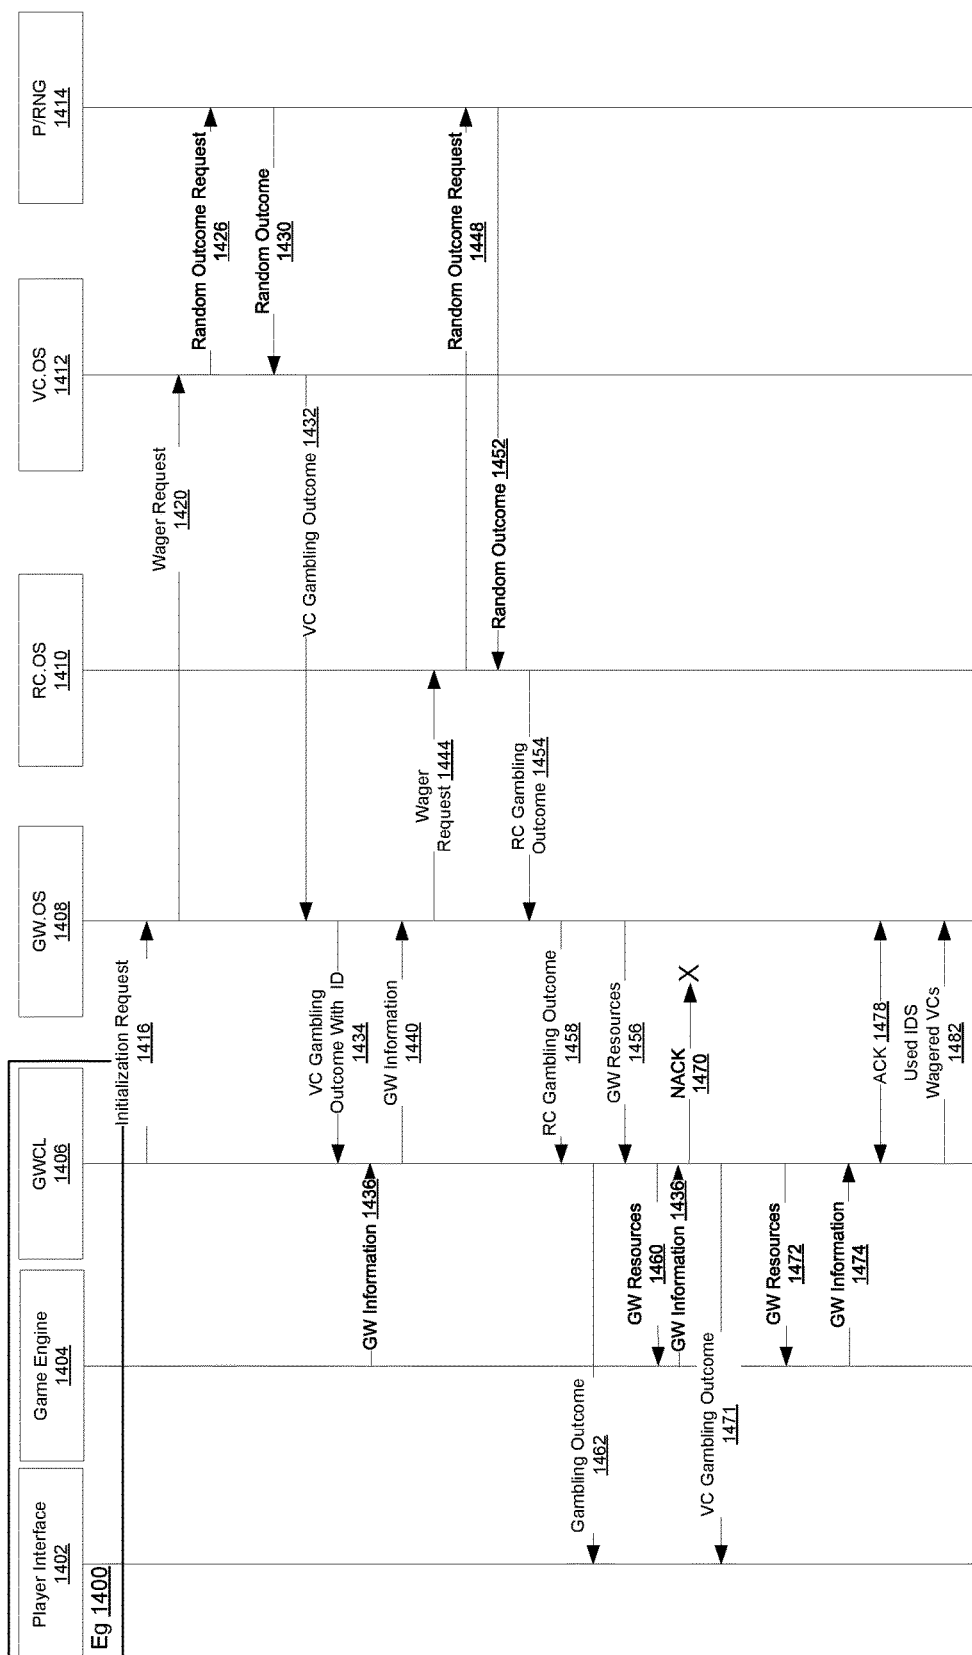 Player Interface
1402
Game Engine
1404
GWCL
1406
GW.OS
1408
RC.OS
1410
VC.OS
1412
P/RNG
1414
Eg 1400
Initialization Request
1416
Wager Request
1420
Random Outcome Request
1426
Random Outcome
1430
VC Gambling Outcome 1432
VC Gambling
Outcome With ID
1434
GW Information 1436
GW Information
1440
Wager
Request 1444
Random Outcome Request
1448
Random Outcome 1452
RC Gambling
Outcome 1454
RC Gambling Outcome
1458
Gambling Outcome
1462
GW Resources
1456
GW Resources
1460
GW Information 1436
NACK
1470
VC Gambling Outcome
1471
GW Resources
1472
GW Information
1474
ACK 1478
Used IDS
Wagered VCs
1482
X